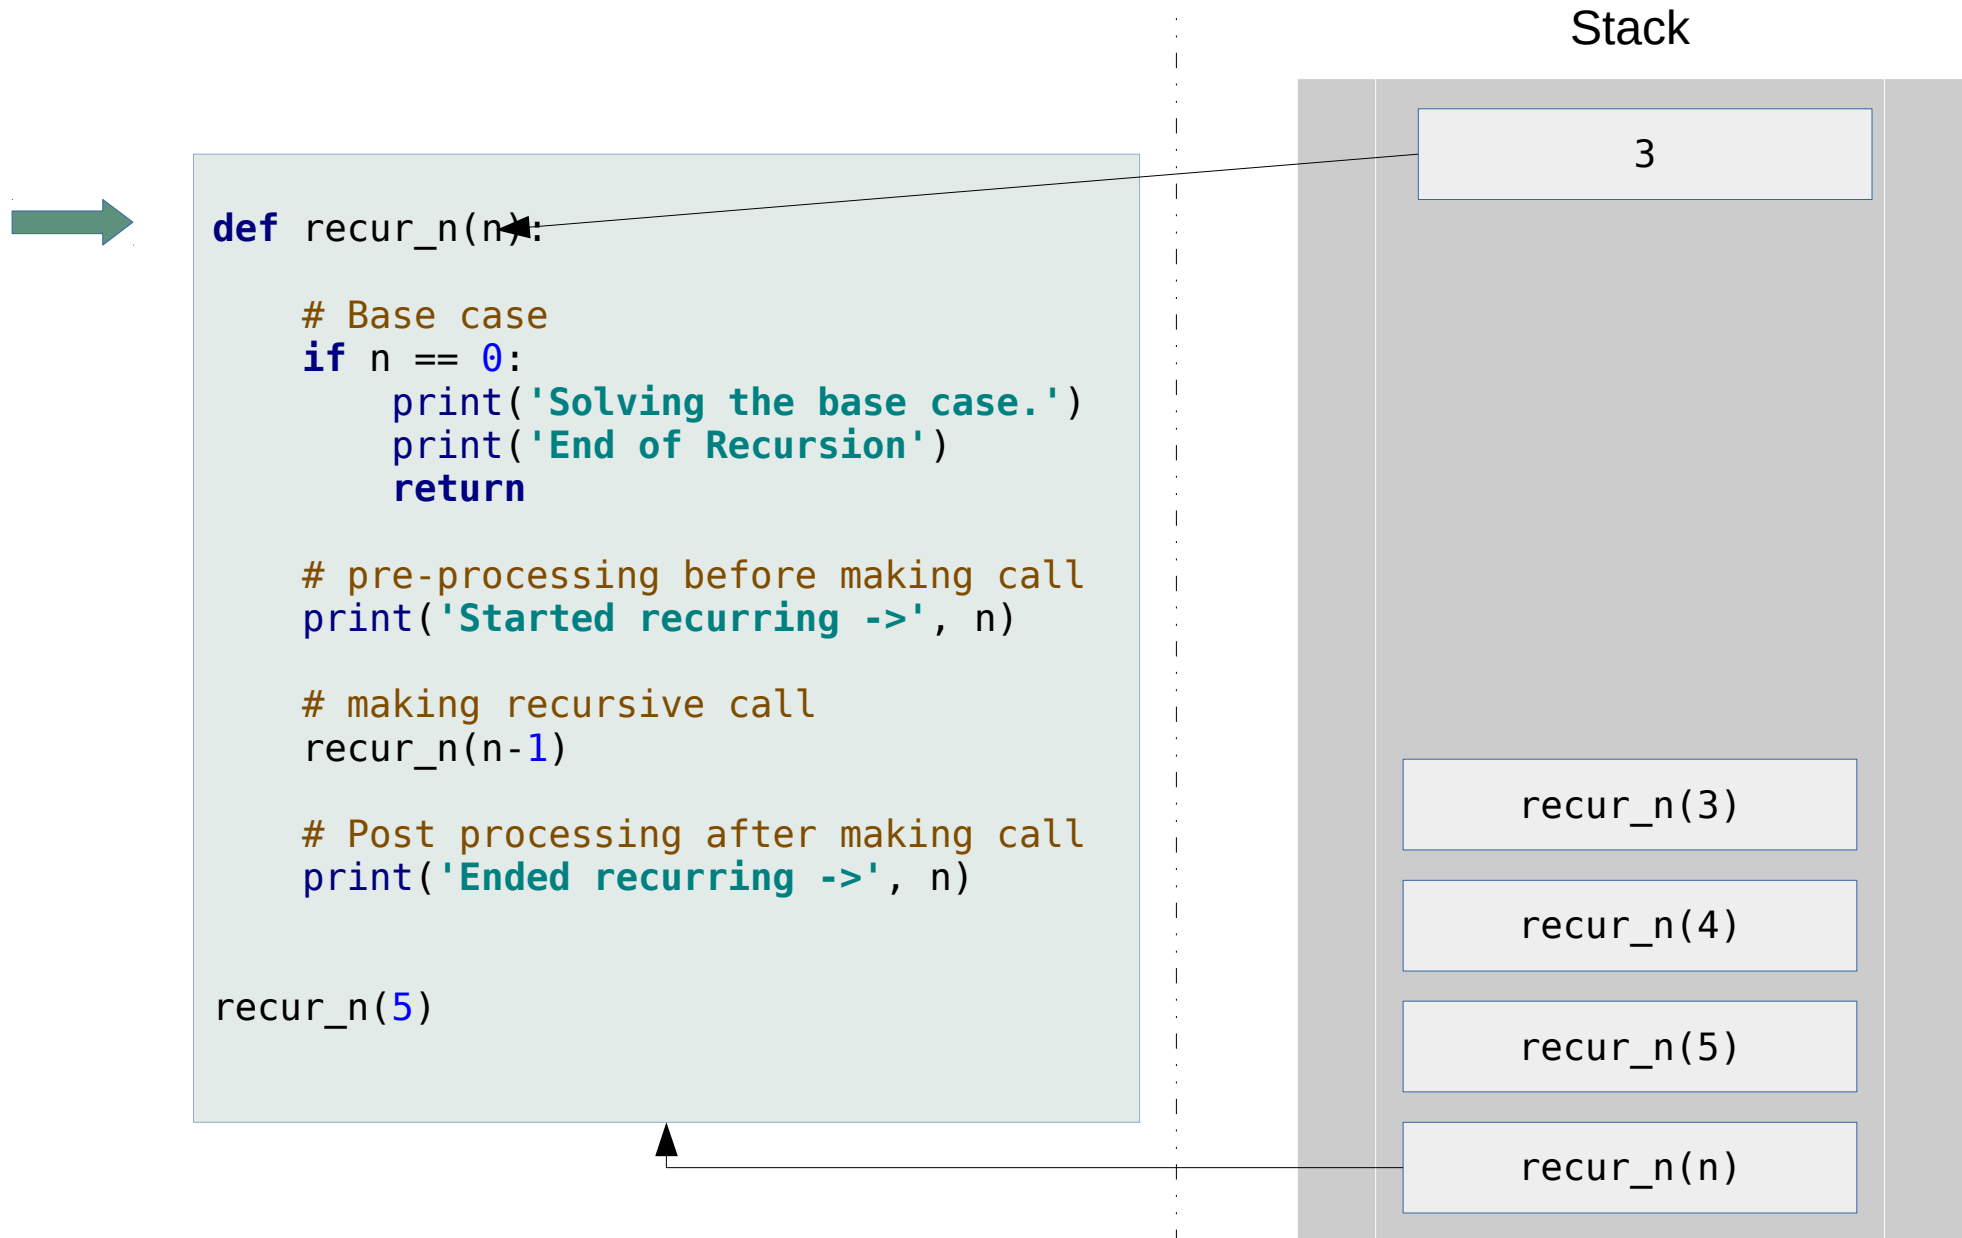 Stack
3
def recur_n(n):
    # Base case
    if n == 0:
        print('Solving the base case.')
        print('End of Recursion')
        return
    # pre-processing before making call
    print('Started recurring ->', n)
    # making recursive call
    recur_n(n-1)
    # Post processing after making call
    print('Ended recurring ->', n)
recur_n(5)
recur_n(3)
recur_n(4)
recur_n(5)
recur_n(n)